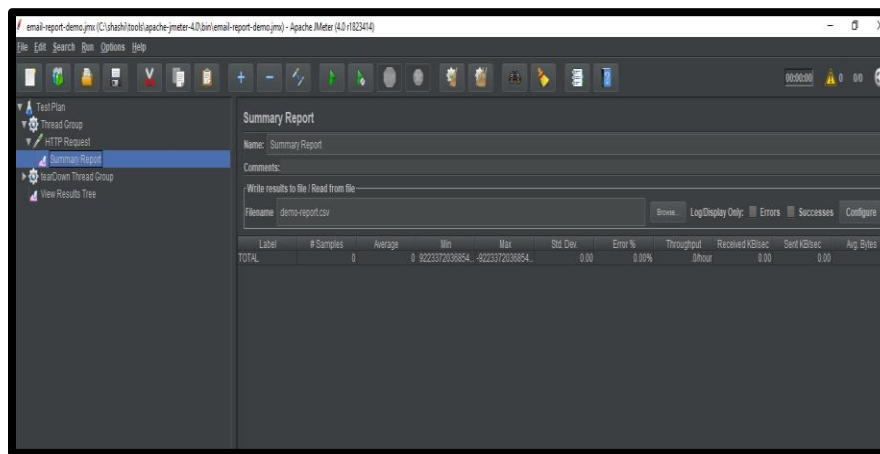 email-report-demo.jmx (C:\shashi\tools\apache-jmeter-4.0\bin\email-report-demo.jmx) - Apache JMeter (4.0 r1823414)
File Edit Search Run Options Help
00:00:00 0 0/0
Test Plan
Thread Group
HTTP Request
Summary Report
tearDown Thread Group
View Results Tree
Summary Report
Name: Summary Report
Comments:
Write results to file / Read from file
Filename demo-report.csv Browse... Log/Display Only: Errors Successes Configure
Label # Samples Average Min Max Std. Dev. Error % Throughput Received KB/sec Sent KB/sec Avg. Bytes
TOTAL 0 0 9223372036854... -9223372036854... 0.00 0.00% .0/hour 0.00 0.00